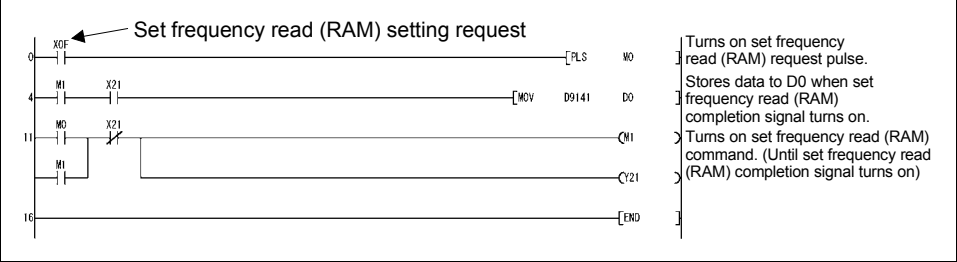 Set frequency read (RAM) setting request
X0F
0 [PLS M0 ]
Turns on set frequency
read (RAM) request pulse.
M1 X21
4 [MOV D9141 D0 ]
Stores data to D0 when set
frequency read (RAM)
completion signal turns on.
M0 X21
11 (M1 )
Turns on set frequency read (RAM)
command. (Until set frequency read
(RAM) completion signal turns on)
M1
(Y21 )
16 [END ]